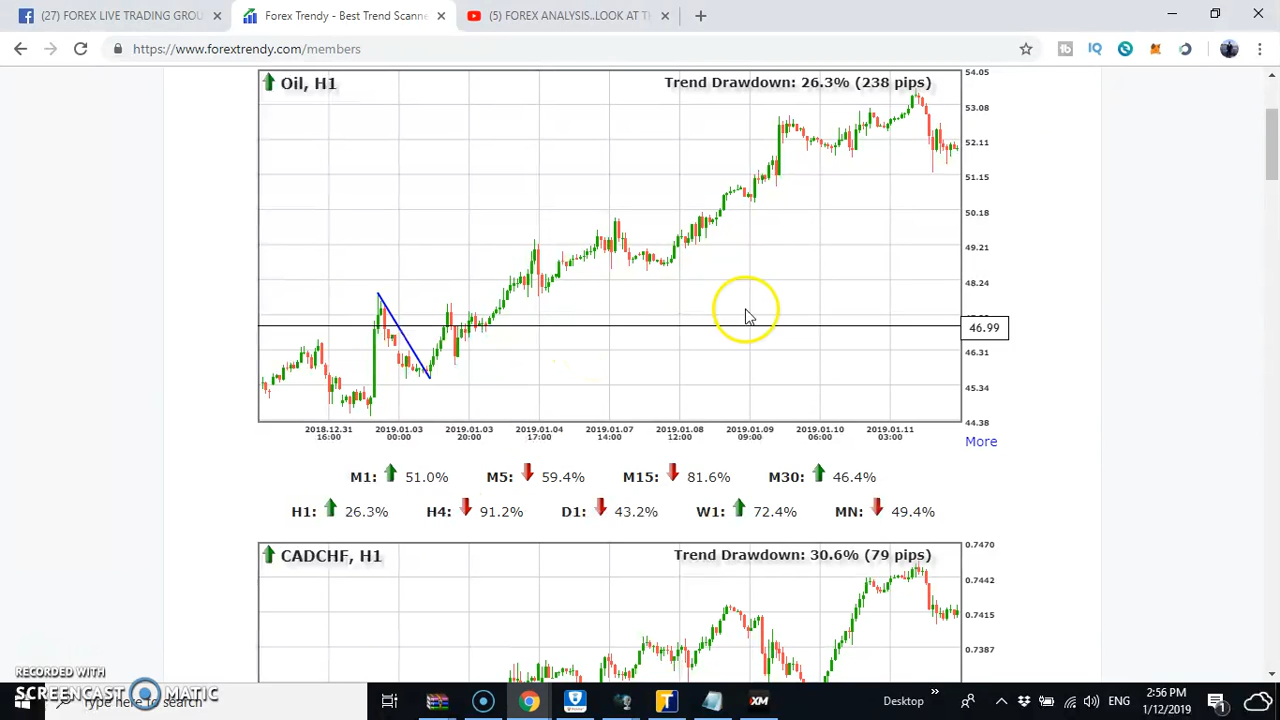 (27) FOREX LIVE TRADING GROU
Forex Trendy - Best Trend Scanne
(5) FOREX ANALYSIS..LOOK AT T
https://www.forextrendy.com/members
Oil, H1
Trend Drawdown: 26.3% (238 pips)
54.05
53.08
52.11
51.15
50.18
49.21
48.24
46.99
46.31
45.34
44.38
2018.12.31 2019.01.03 2019.01.03 2019.01.04 2019.01.07 2019.01.08 2019.01.09 2019.01.10 2019.01.11
16:00 00:00 20:00 17:00 14:00 12:00 09:00 06:00 03:00
More
M1: 51.0% M5: 59.4% M15: 81.6% M30: 46.4%
H1: 26.3% H4: 91.2% D1: 43.2% W1: 72.4% MN: 49.4%
CADCHF, H1
Trend Drawdown: 30.6% (79 pips)
0.7470
0.7442
0.7415
0.7387
RECORDED WITH
SCREENCAST MATIC
Type here to search
XM
Desktop
ENG
2:56 PM
1/12/2019
1